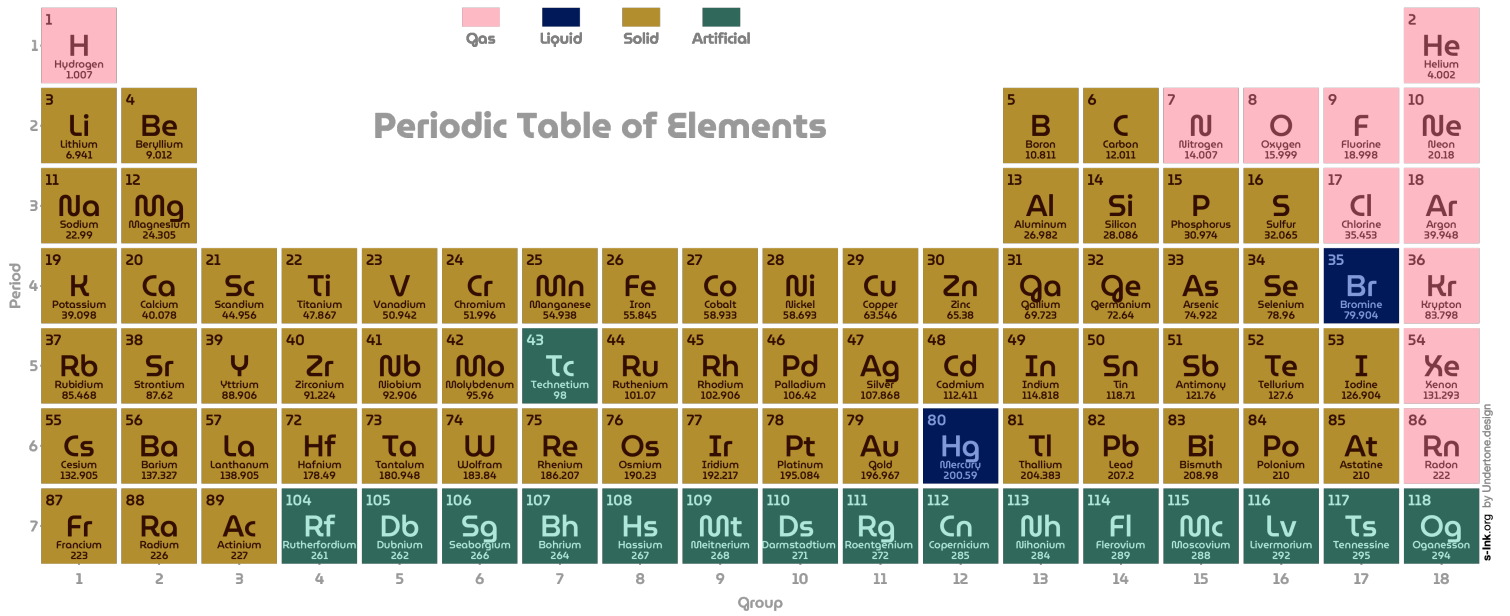 Gas Liquid Solid Artificial
Periodic Table of Elements
Period
1
1
H
Hydrogen
1.007
2
He
Helium
4.002
2
3
Li
Lithium
6.941
4
Be
Beryllium
9.012
5
B
Boron
10.811
6
C
Carbon
12.011
7
N
Nitrogen
14.007
8
O
Oxygen
15.999
9
F
Fluorine
18.998
10
Ne
Neon
20.18
3
11
Na
Sodium
22.99
12
Mg
Magnesium
24.305
13
Al
Aluminum
26.982
14
Si
Silicon
28.086
15
P
Phosphorus
30.974
16
S
Sulfur
32.065
17
Cl
Chlorine
35.453
18
Ar
Argon
39.948
4
19
K
Potassium
39.098
20
Ca
Calcium
40.078
21
Sc
Scandium
44.956
22
Ti
Titanium
47.867
23
V
Vanadium
50.942
24
Cr
Chromium
51.996
25
Mn
Manganese
54.938
26
Fe
Iron
55.845
27
Co
Cobalt
58.933
28
Ni
Nickel
58.693
29
Cu
Copper
63.546
30
Zn
Zinc
65.38
31
Ga
Gallium
69.723
32
Ge
Germanium
72.64
33
As
Arsenic
74.922
34
Se
Selenium
78.96
35
Br
Bromine
79.904
36
Kr
Krypton
83.798
5
37
Rb
Rubidium
85.468
38
Sr
Strontium
87.62
39
Y
Yttrium
88.906
40
Zr
Zirconium
91.224
41
Nb
Niobium
92.906
42
Mo
Molybdenum
95.96
43
Tc
Technetium
98
44
Ru
Ruthenium
101.07
45
Rh
Rhodium
102.906
46
Pd
Palladium
106.42
47
Ag
Silver
107.868
48
Cd
Cadmium
112.411
49
In
Indium
114.818
50
Sn
Tin
118.71
51
Sb
Antimony
121.76
52
Te
Tellurium
127.6
53
I
Iodine
126.904
54
Xe
Xenon
131.293
6
55
Cs
Cesium
132.905
56
Ba
Barium
137.327
57
La
Lanthanum
138.905
72
Hf
Hafnium
178.49
73
Ta
Tantalum
180.948
74
W
Wolfram
183.84
75
Re
Rhenium
186.207
76
Os
Osmium
190.23
77
Ir
Iridium
192.217
78
Pt
Platinum
195.084
79
Au
Gold
196.967
80
Hg
Mercury
200.59
81
Tl
Thallium
204.383
82
Pb
Lead
207.2
83
Bi
Bismuth
208.98
84
Po
Polonium
210
85
At
Astatine
210
86
Rn
Radon
222
7
87
Fr
Francium
223
88
Ra
Radium
226
89
Ac
Actinium
227
104
Rf
Rutherfordium
261
105
Db
Dubnium
262
106
Sg
Seaborgium
266
107
Bh
Bohrium
264
108
Hs
Hassium
267
109
Mt
Meitnerium
268
110
Ds
Darmstadtium
271
111
Rg
Roentgenium
272
112
Cn
Copernicium
285
113
Nh
Nihonium
284
114
Fl
Flerovium
289
115
Mc
Moscovium
288
116
Lv
Livermorium
292
117
Ts
Tennessine
295
118
Og
Oganesson
294
1 2 3 4 5 6 7 8 9 10 11 12 13 14 15 16 17 18
Group
s-ink.org by Undertone.design